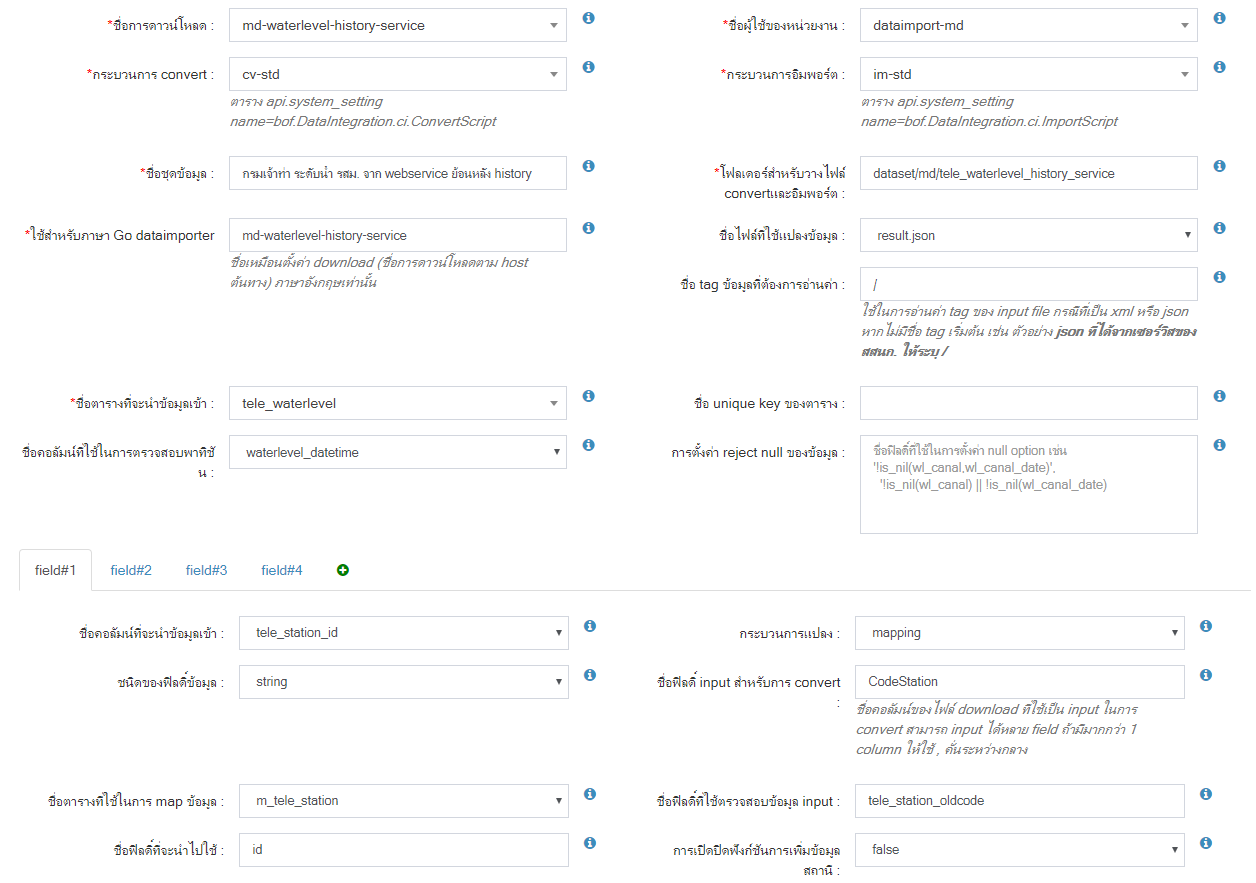 *ชื่อการดาวน์โหลด : md-waterlevel-history-service
*ชื่อผู้ใช้ของหน่วยงาน : dataimport-md
*กระบวนการ convert : cv-std
ตาราง api.system_setting
name=bof.DataIntegration.ci.ConvertScript
*กระบวนการอิมพอร์ต : im-std
ตาราง api.system_setting
name=bof.DataIntegration.ci.ImportScript
*ชื่อชุดข้อมูล : กรมเจ้าท่า ระดับน้ำ รสม. จาก webservice ย้อนหลัง history
*โฟลเดอร์สำหรับวางไฟล์
convertและอิมพอร์ต :
dataset/md/tele_waterlevel_history_service
*ใช้สำหรับภาษา Go dataimporter md-waterlevel-history-service
ชื่อเหมือนตั้งค่า download (ชื่อการดาวน์โหลดตาม host
ต้นทาง) ภาษาอังกฤษเท่านั้น
ชื่อไฟล์ที่ใช้แปลงข้อมูล : result.json
ชื่อ tag ข้อมูลที่ต้องการอ่านค่า : /
ใช้ในการอ่านค่า tag ของ input file กรณีที่เป็น xml หรือ json
หากไม่มีชื่อ tag เริ่มต้น เช่น ตัวอย่าง json ที่ได้จากเซอร์วิสของ
สสนก. ให้ระบุ /
*ชื่อตารางที่จะนำข้อมูลเข้า : tele_waterlevel
ชื่อ unique key ของตาราง :
ชื่อคอลัมน์ที่ใช้ในการตรวจสอบพาทิชั
น :
waterlevel_datetime
การตั้งค่า reject null ของข้อมูล :
ชื่อฟิลดิ์ที่ใช้ในการตั้งค่า null option เช่น
'!is_nil(wl_canal,wl_canal_date)',
'!is_nil(wl_canal) || !is_nil(wl_canal_date)
field#1 field#2 field#3 field#4
ชื่อคอลัมน์ที่จะนำข้อมูลเข้า : tele_station_id
กระบวนการแปลง : mapping
ชนิดของฟิลดิ์ข้อมูล : string
ชื่อฟิลดิ์ input สำหรับการ convert
:
CodeStation
ชื่อคอลัมน์ของไฟล์ download ที่ใช้เป็น input ในการ
convert สามารถ input ได้หลาย field ถ้ามีมากกว่า 1
column ให้ใช้ , คั่นระหว่างกลาง
ชื่อตารางที่ใช้ในการ map ข้อมูล : m_tele_station
ชื่อฟิลดิ์ที่ใช้ตรวจสอบข้อมูล input : tele_station_oldcode
ชื่อฟิลดิ์ที่จะนำไปใช้ : id
การเปิดปิดฟังก์ชันการเพิ่มข้อมูล
สถานี :
false